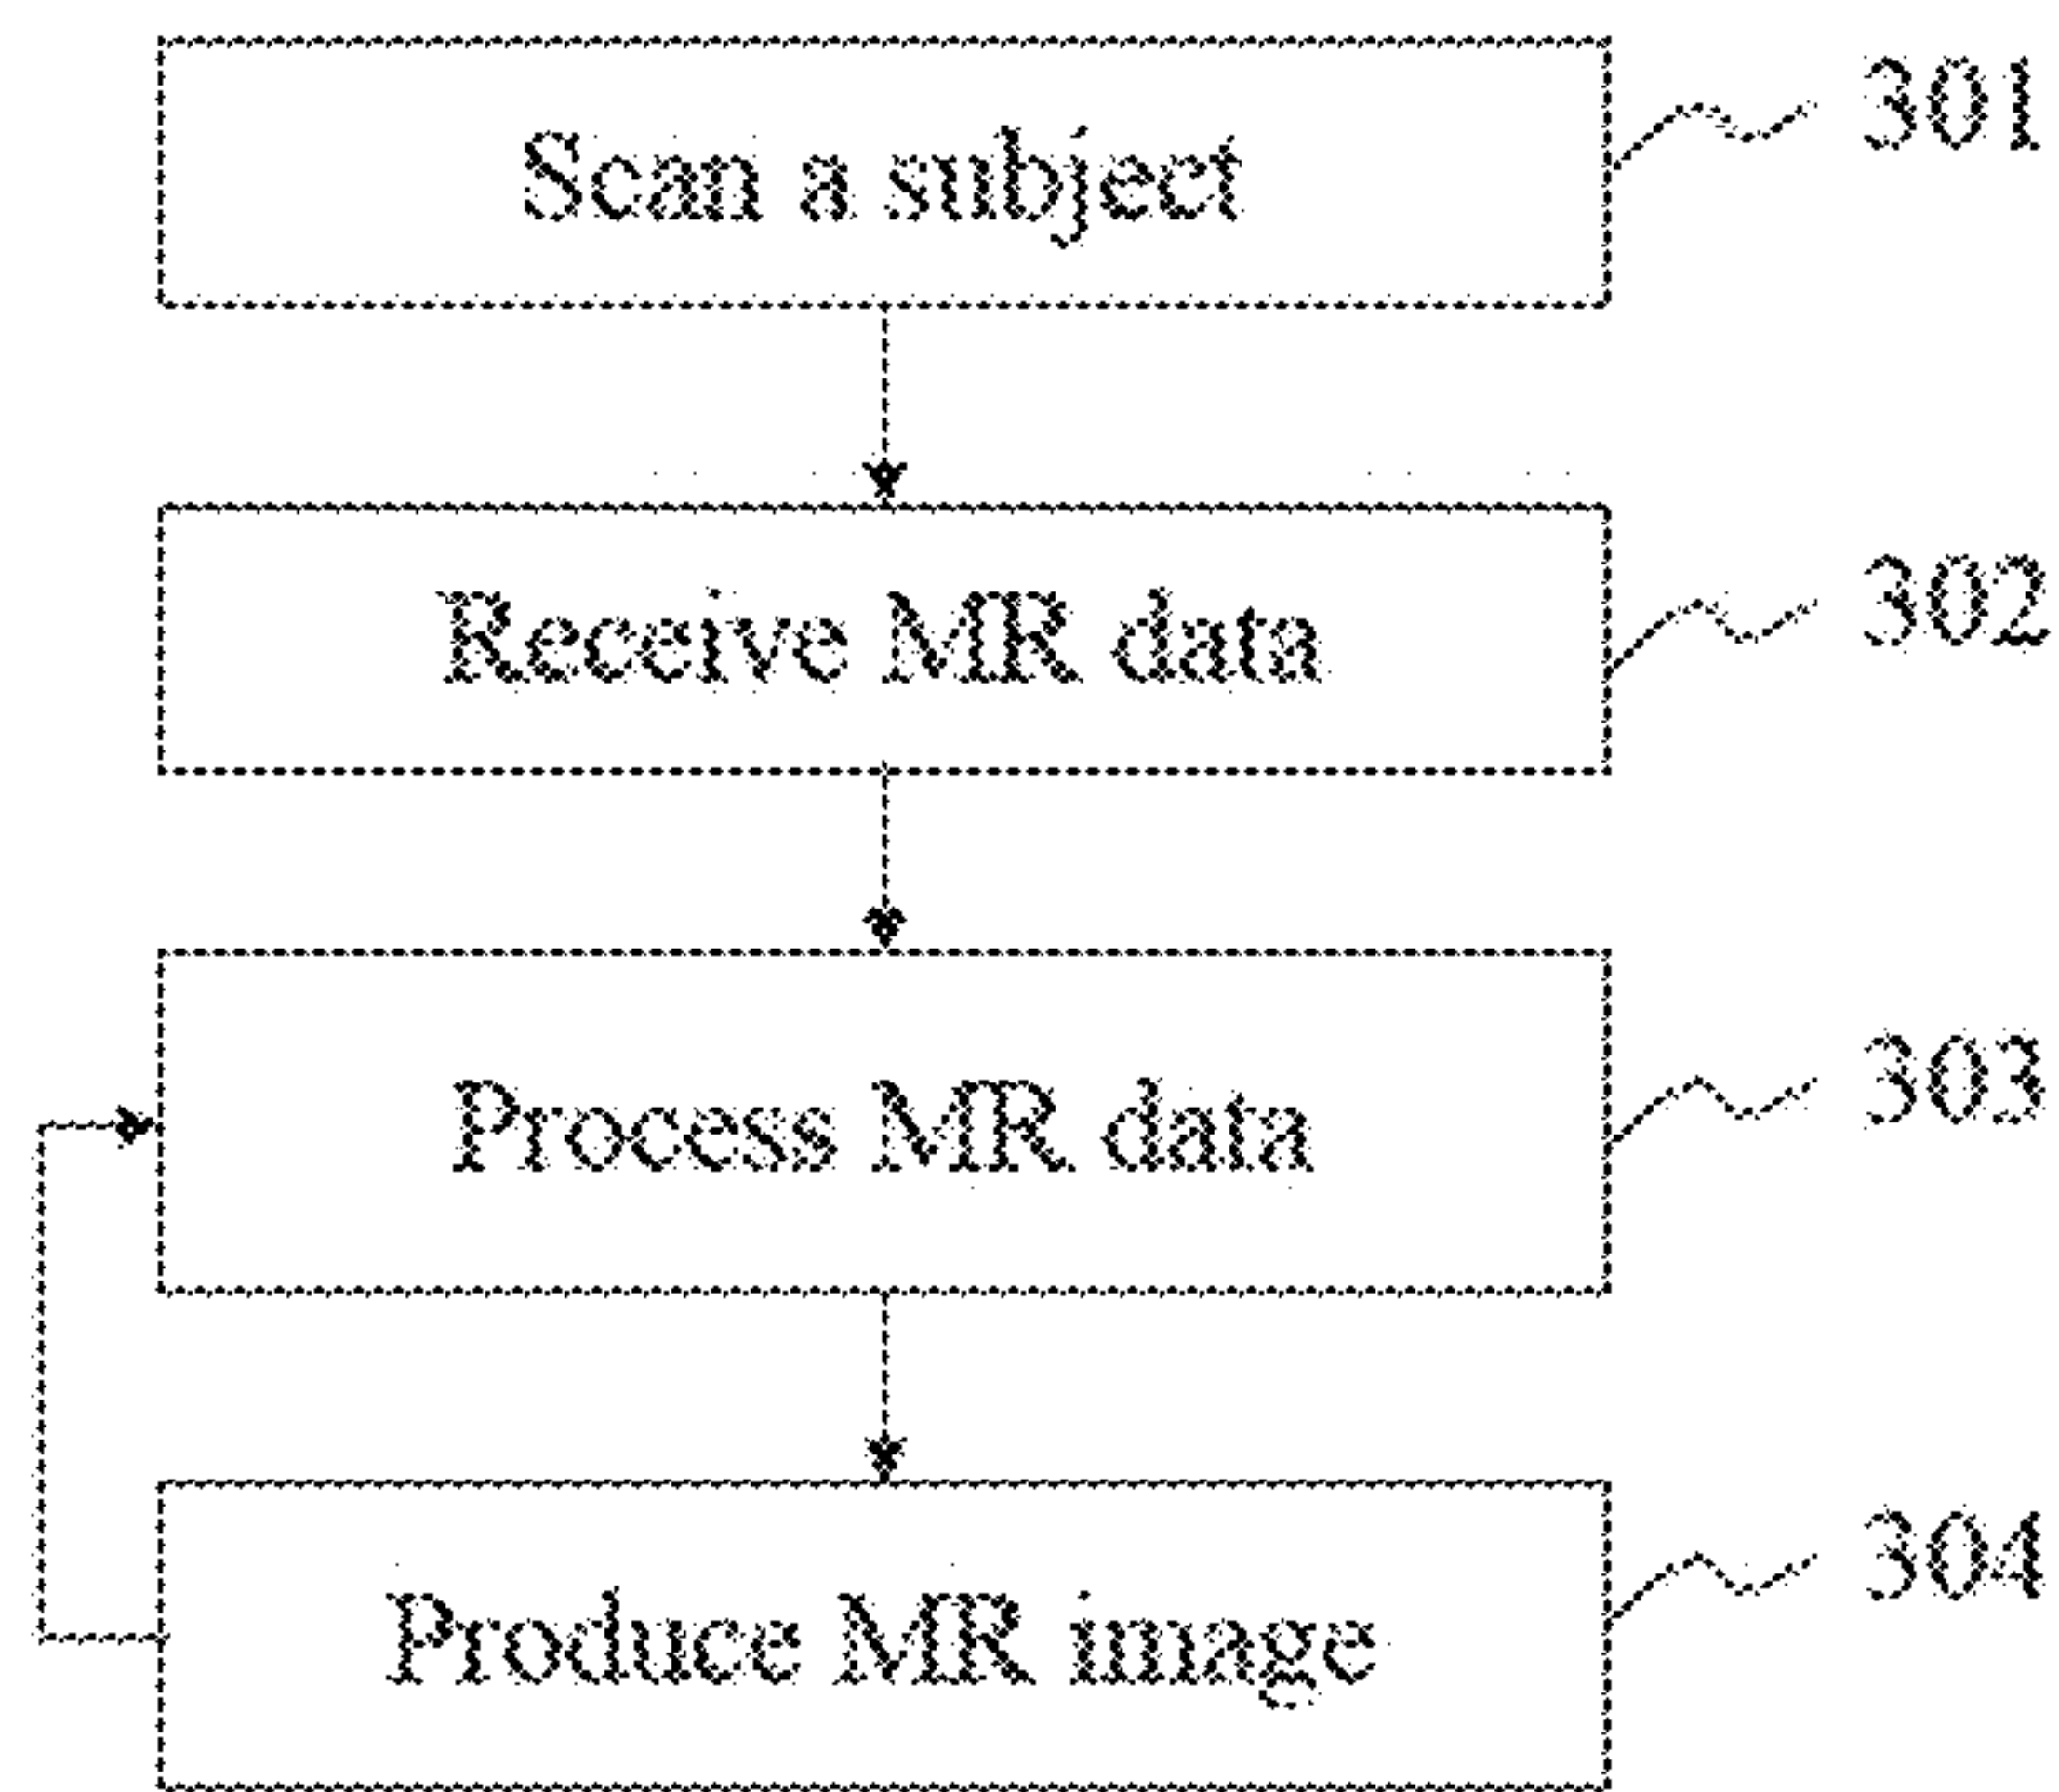 Scan a subject
301
Receive MR data
302
Process MR data
303
Produce MR image
304